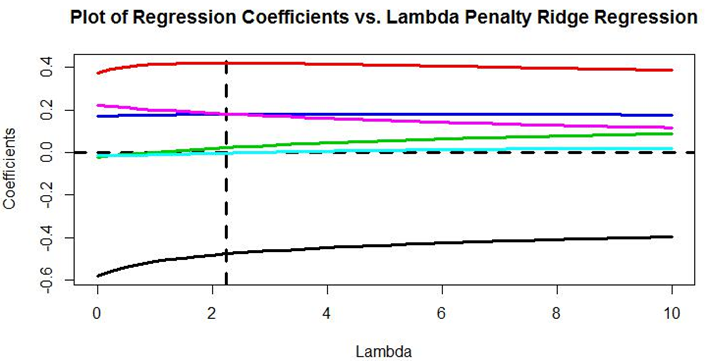 Plot of Regression Coefficients vs. Lambda Penalty Ridge Regression
Coefficients
0.4
0.2
0.0
-0.2
-0.4
-0.6
0 2 4 6 8 10
Lambda